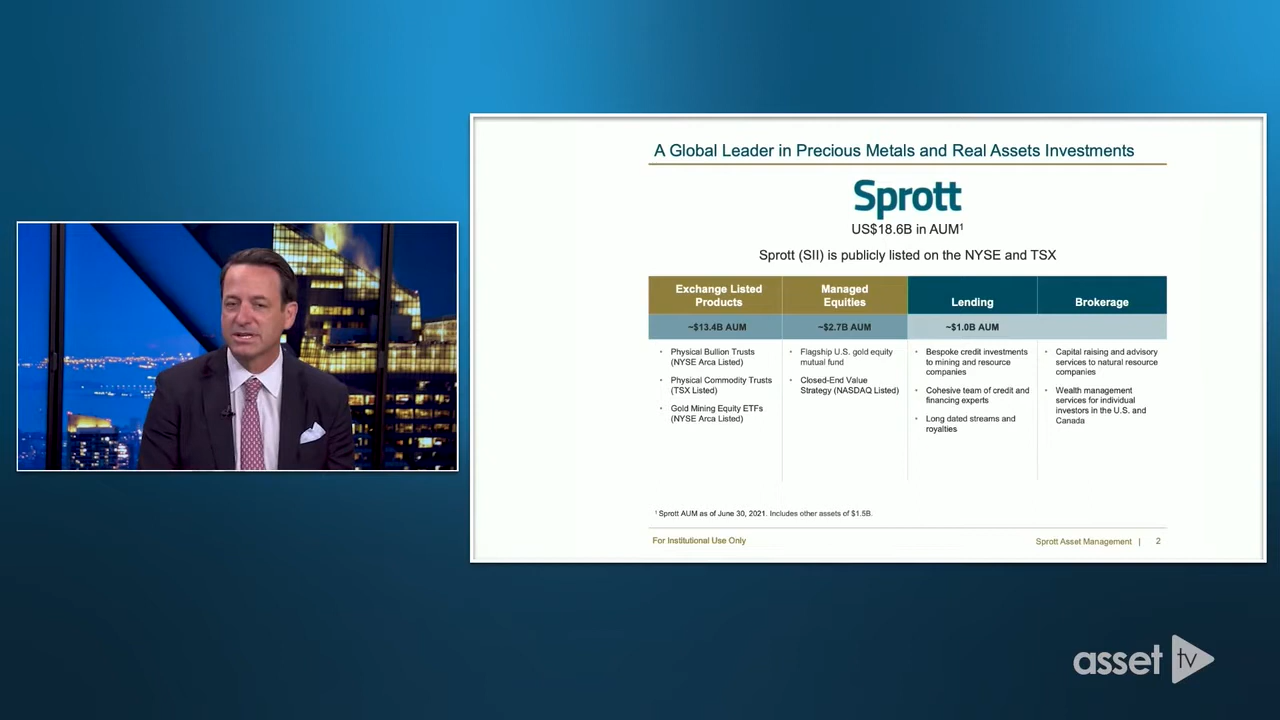 A Global Leader in Precious Metals and Real Assets Investments
Sprott
US$18.6B in AUM¹
Sprott (SII) is publicly listed on the NYSE and TSX
Exchange Listed
Products
~$13.4B AUM
• Physical Bullion Trusts
(NYSE Arca Listed)
• Physical Commodity Trusts
(TSX Listed)
• Gold Mining Equity ETFs
(NYSE Arca Listed)
Managed
Equities
~$2.7B AUM
• Flagship U.S. gold equity
mutual fund
• Closed-End Value
Strategy (NASDAQ Listed)
Lending
~$1.0B AUM
• Bespoke credit investments
to mining and resource
companies
• Cohesive team of credit and
financing experts
• Long dated streams and
royalties
Brokerage
• Capital raising and advisory
services to natural resource
companies
• Wealth management
services for individual
investors in the U.S. and
Canada
¹ Sprott AUM as of June 30, 2021. Includes other assets of $1.5B.
For Institutional Use Only
Sprott Asset Management | 2
asset tv